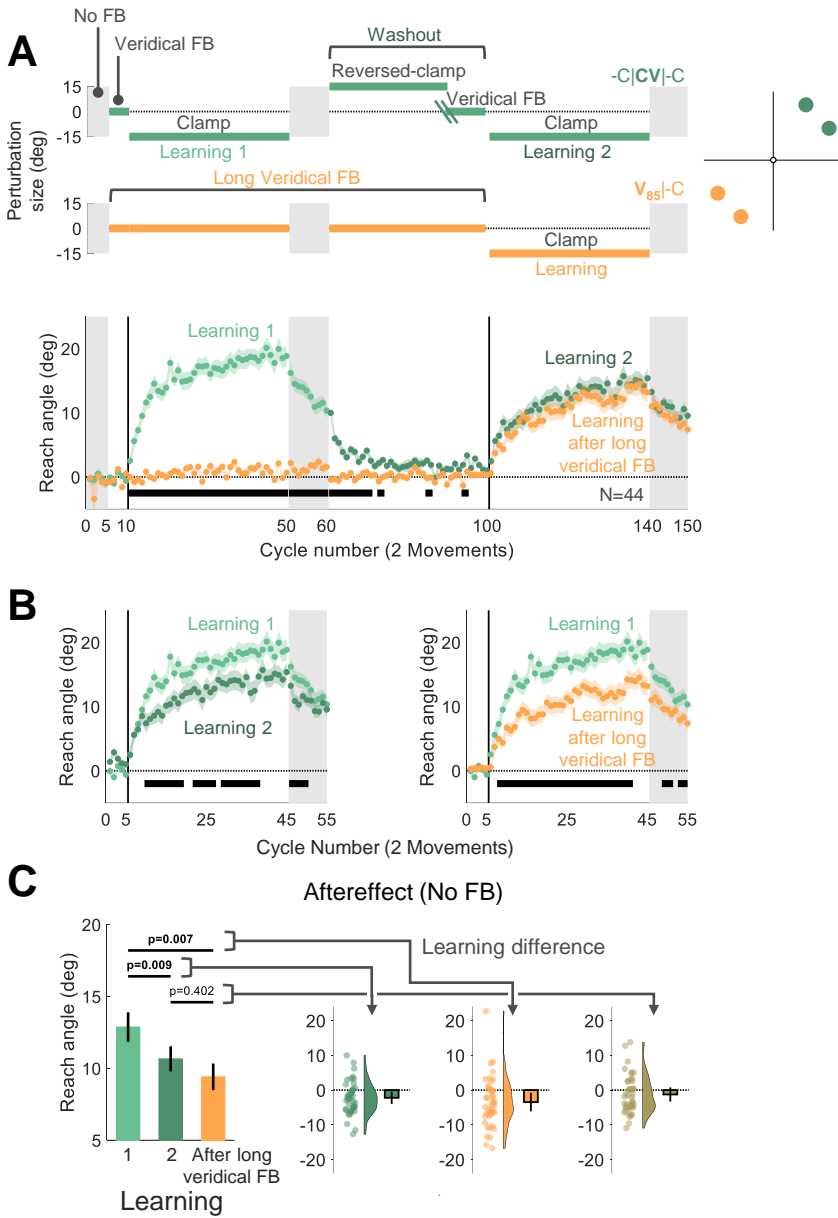 No FB
A
Veridical FB
Washout
Reversed-clamp
-C|CV|-C
15
0
-15
Veridical FB
Clamp
Clamp
Learning 1
Learning 2
Perturbation
size (deg)
Long Veridical FB
V85|-C
15
0
-15
Clamp
Learning
Reach angle (deg)
20
10
0
Learning 1
Learning 2
Learning
after long
veridical FB
N=44
0 5 10 50 60 100 140 150
Cycle number (2 Movements)
B
Reach angle (deg)
20
10
0
Learning 1
Learning 2
0 5 25 45 55
Reach angle (deg)
20
10
0
Learning 1
Learning
after long
veridical FB
0 5 25 45 55
Cycle Number (2 Movements)
C
Aftereffect (No FB)
Reach angle (deg)
20
15
10
5
p=0.007
p=0.009
p=0.402
Learning difference
20
10
0
-10
-20
20
10
0
-10
-20
20
10
0
-10
-20
1 2 After long
veridical FB
Learning